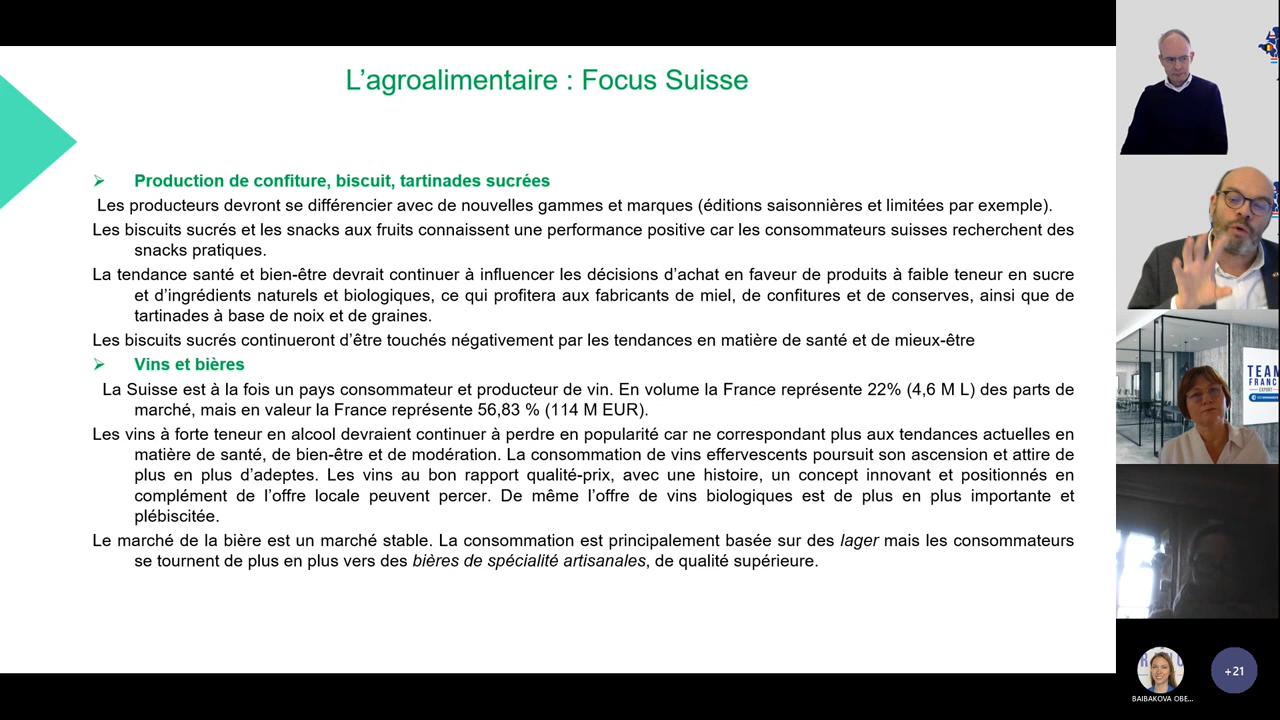 L’agroalimentaire : Focus Suisse
Production de confiture, biscuit, tartinades sucrées
Les producteurs devront se différencier avec de nouvelles gammes et marques (éditions saisonnières et limitées par exemple).
Les biscuits sucrés et les snacks aux fruits connaissent une performance positive car les consommateurs suisses recherchent des
snacks pratiques.
La tendance santé et bien-être devrait continuer à influencer les décisions d’achat en faveur de produits à faible teneur en sucre
et d’ingrédients naturels et biologiques, ce qui profitera aux fabricants de miel, de confitures et de conserves, ainsi que de
tartinades à base de noix et de graines.
Les biscuits sucrés continueront d’être touchés négativement par les tendances en matière de santé et de mieux-être
Vins et bières
La Suisse est à la fois un pays consommateur et producteur de vin. En volume la France représente 22% (4,6 M L) des parts de
marché, mais en valeur la France représente 56,83 % (114 M EUR).
Les vins à forte teneur en alcool devraient continuer à perdre en popularité car ne correspondant plus aux tendances actuelles en
matière de santé, de bien-être et de modération. La consommation de vins effervescents poursuit son ascension et attire de
plus en plus d’adeptes. Les vins au bon rapport qualité-prix, avec une histoire, un concept innovant et positionnés en
complément de l’offre locale peuvent percer. De même l’offre de vins biologiques est de plus en plus importante et
plébiscitée.
Le marché de la bière est un marché stable. La consommation est principalement basée sur des lager mais les consommateurs
se tournent de plus en plus vers des bières de spécialité artisanales, de qualité supérieure.
TEAM
FRANC
EXPORT
BAIBAKOVA OBE...
+21